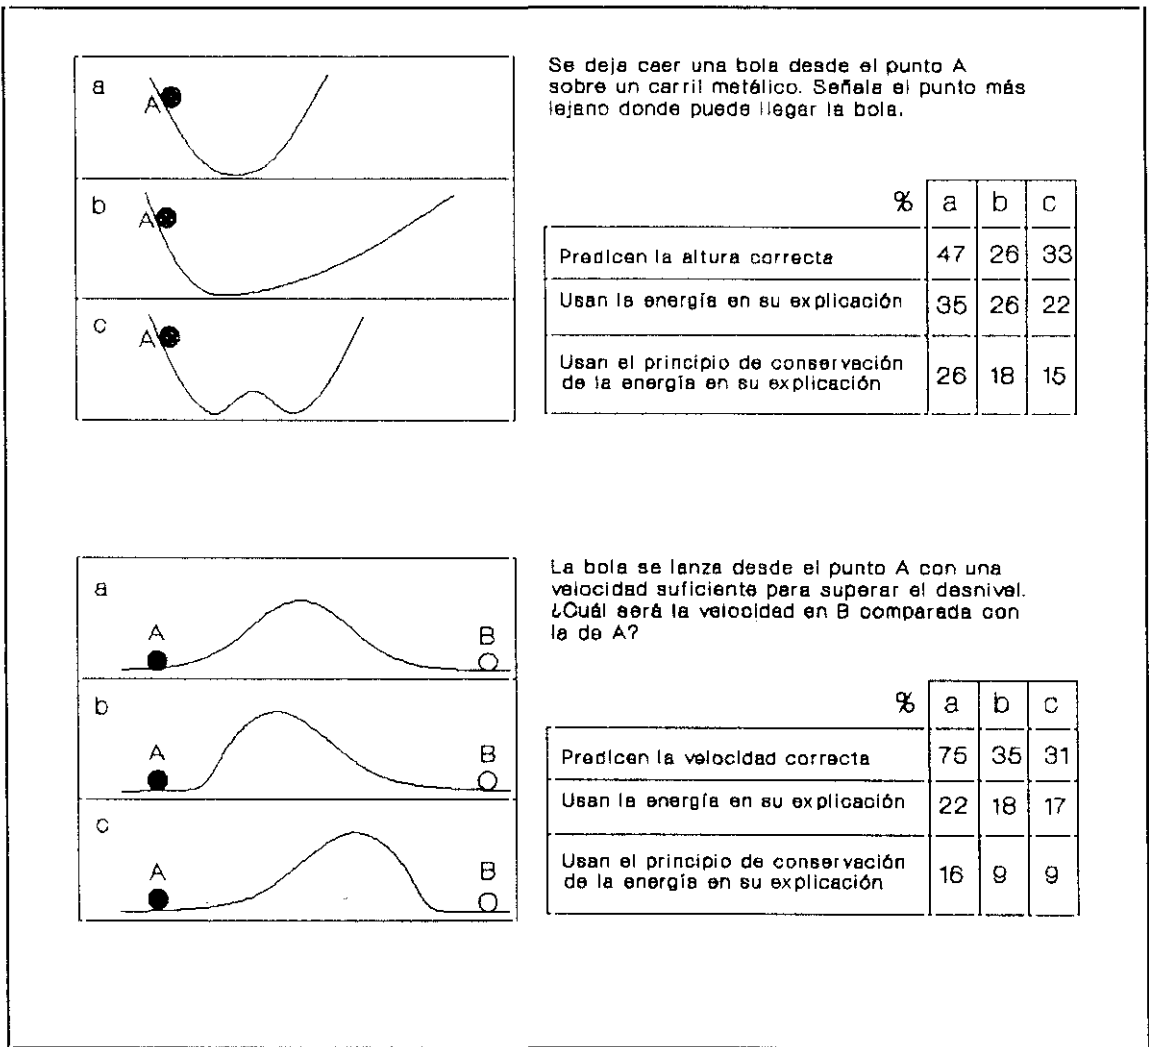 Se deja caer una bola desde el punto A
sobre un carril metálico. Señala el punto más
lejano donde puede llegar la bola.
a
A
b
A
c
A
% a b c
Predicen la altura correcta 47 26 33
Usan la energía en su explicación 35 26 22
Usan el principio de conservación
de la energía en su explicación 26 18 15
La bola se lanza desde el punto A con una
velocidad suficiente para superar el desnivel.
¿Cuál será la velocidad en B comparada con
la de A?
a
A B
b
A B
c
A B
% a b c
Predicen la velocidad correcta 75 35 31
Usan la energía en su explicación 22 18 17
Usan el principio de conservación
de la energía en su explicación 16 9 9